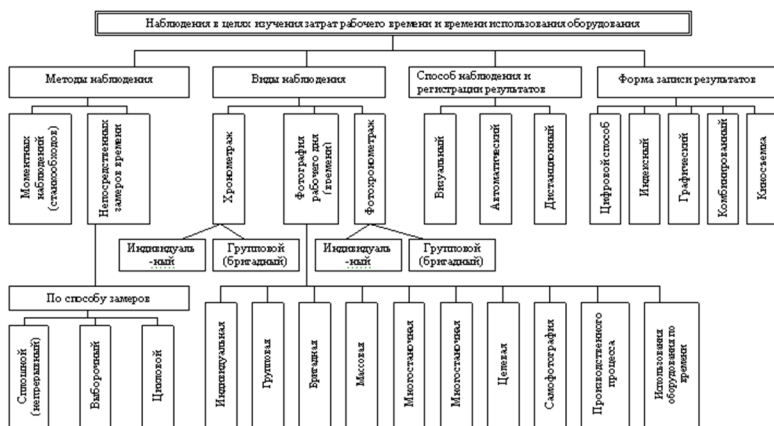 Наблюдения в целях изучения затрат рабочего времени и времени использования оборудования
Методы наблюдения
Виды наблюдения
Способ наблюдения и
регистрации результатов
Форма записи результатов
Моментных
наблюдений
(станкообходов)
Непосредственных
замеров времени
Хронометраж
Фотография
рабочего дня
(времени)
Фотохронометраж
Визуальный
Автоматический
Дистанционный
Цифровой способ
Индексный
Графический
Комбинированный
Киносъемка
Индивидуаль
-ный
Групповой
(бригадный)
Индивидуаль
-ный
Групповой
(бригадный)
По способу замеров
Сплошной
(непрерывный)
Выборочный
Цикловой
Индивидуальная
Групповая
Бригадная
Массовая
Многостаночная
Многостаночная
Целевая
Самофотография
Производственного
процесса
Использования
оборудования по
времени